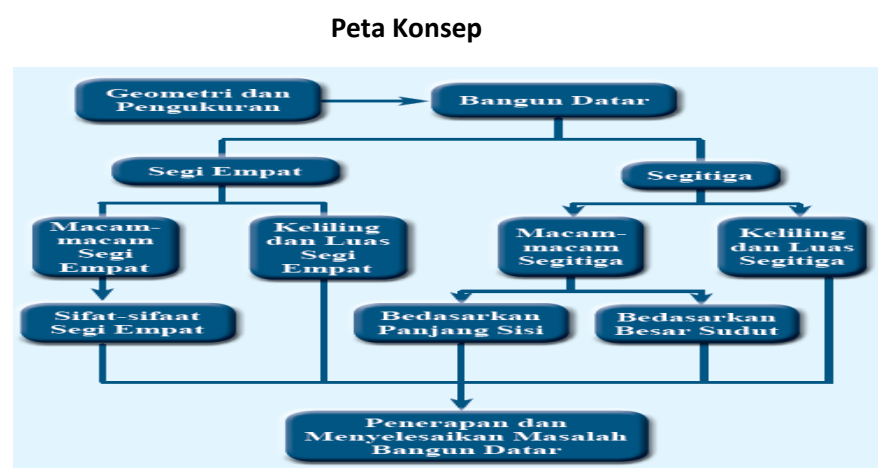 Peta Konsep
Geometri dan
Pengukuran
Bangun Datar
Segi Empat
Segitiga
Macam-
macam
Segi
Empat
Keliling
dan Luas
Segi
Empat
Macam-
macam
Segitiga
Keliling
dan Luas
Segitiga
Sifat-sifaat
Segi Empat
Bedasarkan
Panjang Sisi
Bedasarkan
Besar Sudut
Penerapan dan
Menyelesaikan Masalah
Bangun Datar